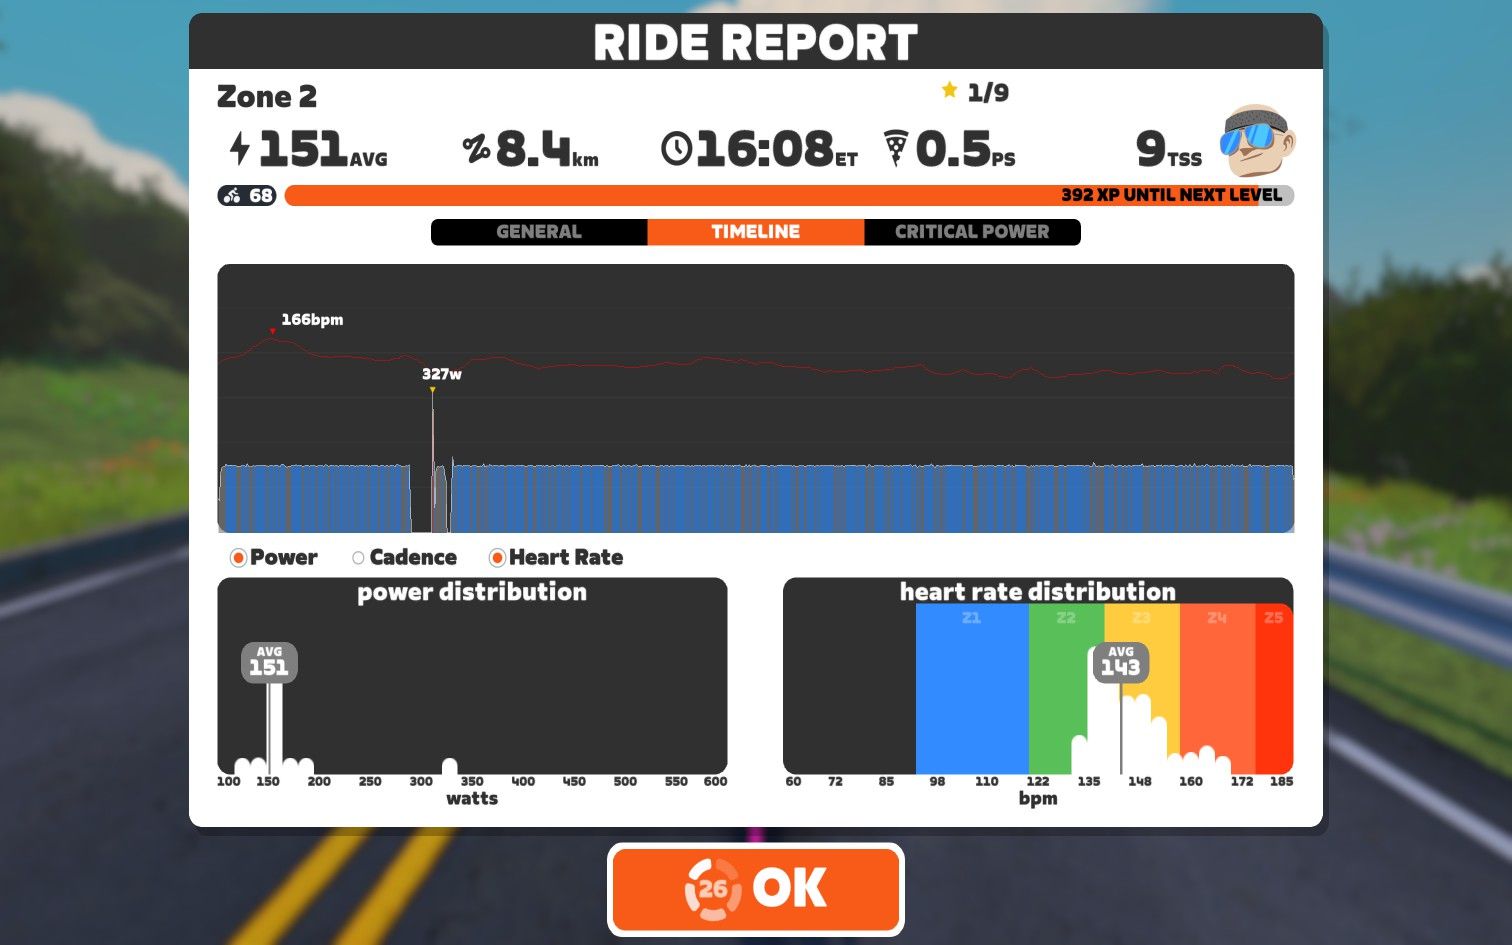 RIDE REPORT
Zone 2
1/9
151AVG 8.4km 16:08ET 0.5PS 9TSS
68 392 XP UNTIL NEXT LEVEL
GENERAL TIMELINE CRITICAL POWER
166bpm
327w
Power Cadence Heart Rate
power distribution
AVG
151
100 150 200 250 300 350 400 450 500 550 600
watts
heart rate distribution
Z1 Z2 Z3 Z4 Z5
AVG
143
60 72 85 98 110 122 135 148 160 172 185
bpm
26 OK